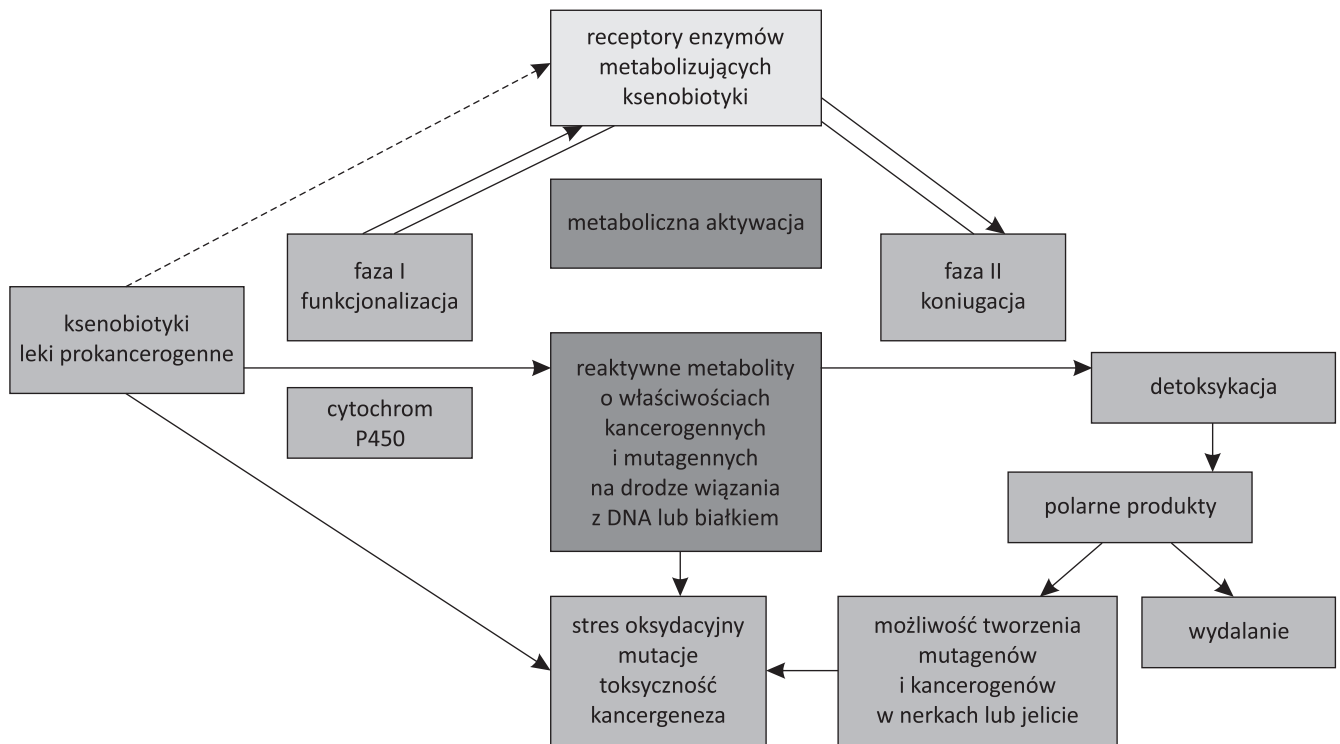 receptory enzymów
metabolizujących
ksenobiotyki
metaboliczna aktywacja
faza I
funkcjonalizacja
faza II
koniugacja
ksenobiotyki
leki prokancerogenne
cytochrom
P450
reaktywne metabolity
o właściwościach
kancerogennych
i mutagennych
na drodze wiązania
z DNA lub białkiem
detoksykacja
polarne produkty
stres oksydacyjny
mutacje
toksyczność
kancergeneza
możliwość tworzenia
mutagenów
i kancerogenów
w nerkach lub jelicie
wydalanie